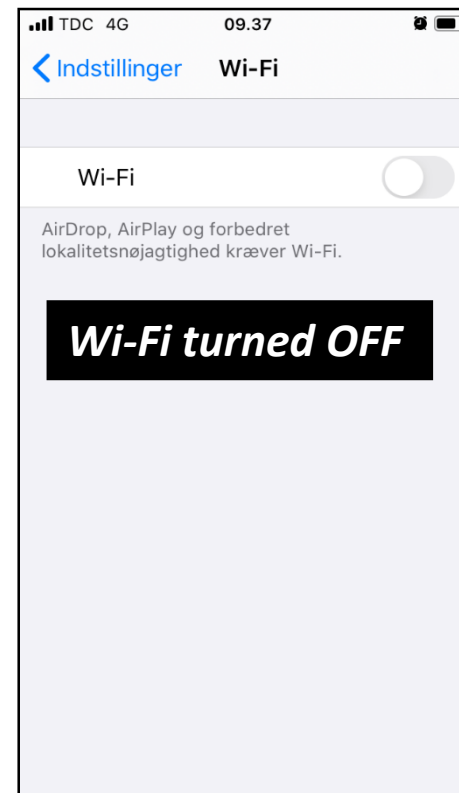 TDC 4G 09.37
Indstillinger Wi-Fi
Wi-Fi
AirDrop, AirPlay og forbedret
lokalitetsnøjagtighed kræver Wi-Fi.
Wi-Fi turned OFF